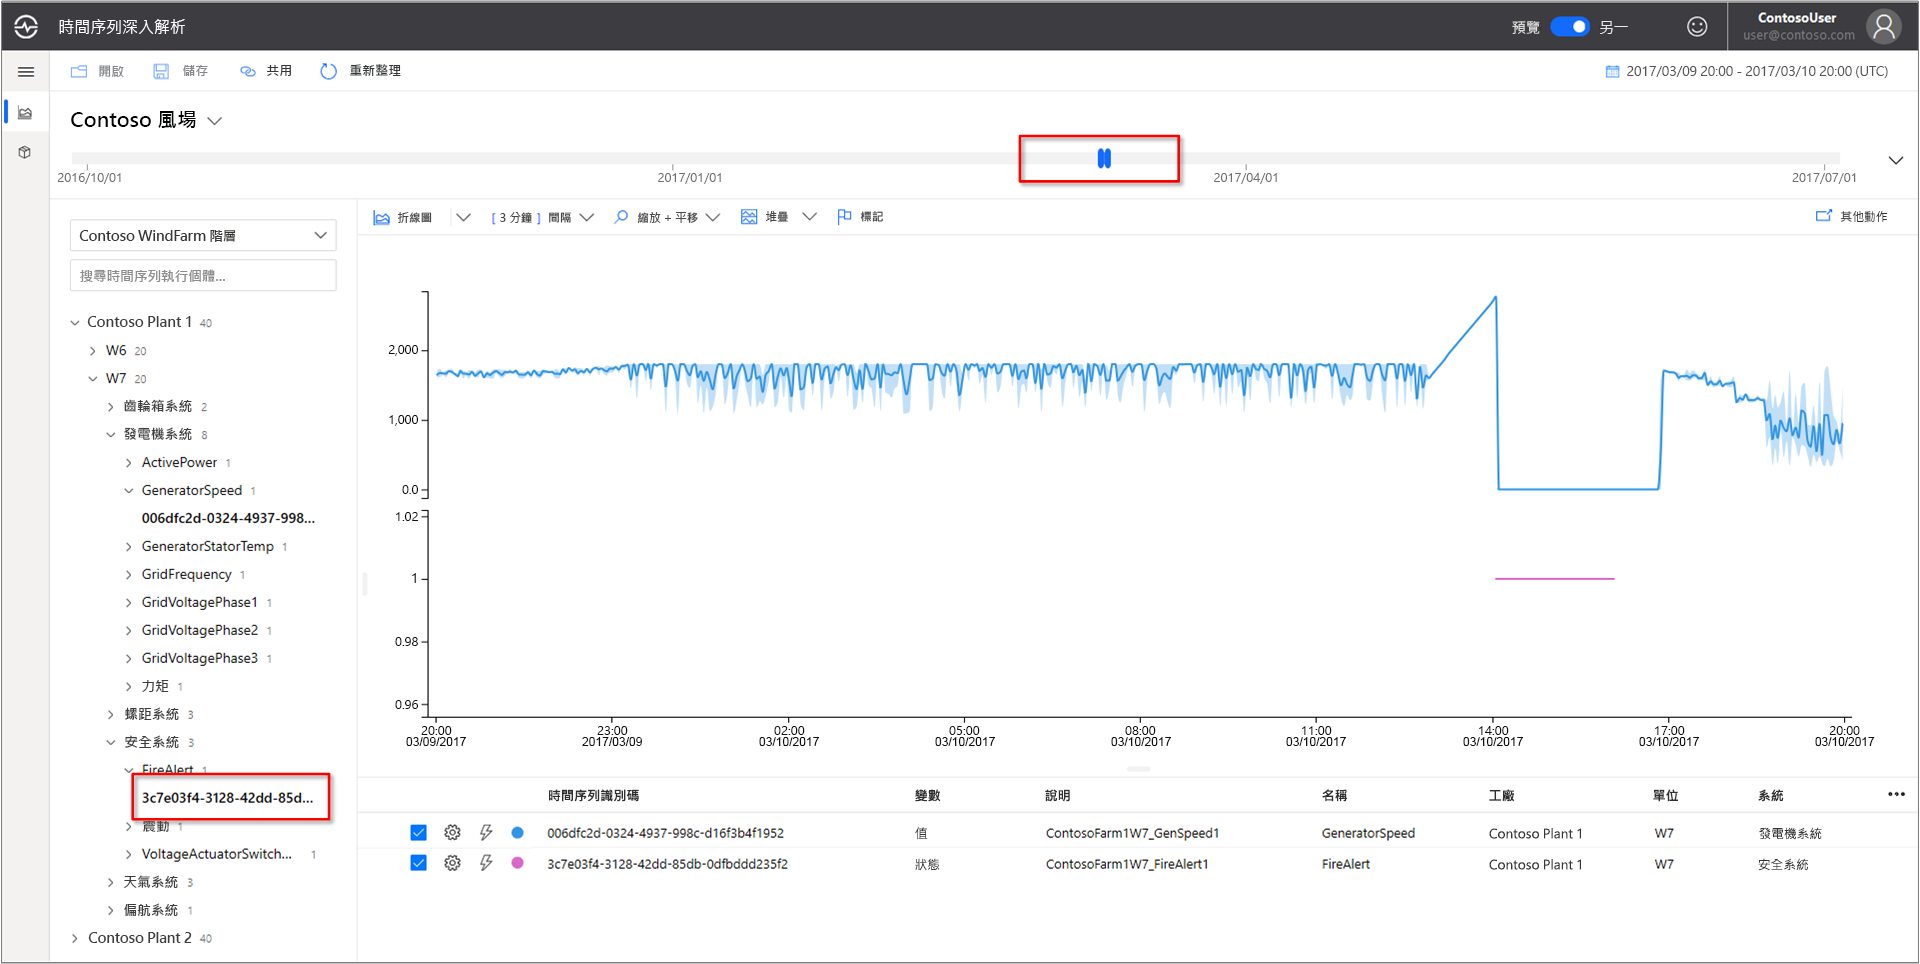 時間序列深入解析
預覽 另一
ContosoUser
user@contoso.com
開啟 儲存 共用 重新整理
2017/03/09 20:00 - 2017/03/10 20:00 (UTC)
Contoso 風場
2016/10/01 2017/01/01 2017/04/01 2017/07/01
Contoso WindFarm 階層
搜尋時間序列執行個體...
Contoso Plant 1 40
W6 20
W7 20
齒輪箱系統 2
發電機系統 8
ActivePower 1
GeneratorSpeed 1
006dfc2d-0324-4937-998...
GeneratorStatorTemp 1
GridFrequency 1
GridVoltagePhase1 1
GridVoltagePhase2 1
GridVoltagePhase3 1
力矩 1
螺距系統 3
安全系統 3
FireAlert 1
3c7e03f4-3128-42dd-85d...
震動 1
VoltageActuatorSwitch... 1
天氣系統 3
偏航系統 1
Contoso Plant 2 40
折線圖 [ 3 分鐘 ] 間隔 縮放 + 平移 堆疊 標記 其他動作
2,000
1,000
0.0
1.02
1
0.98
0.96
20:00 23:00 02:00 05:00 08:00 11:00 14:00 17:00 20:00
03/09/2017 2017/03/09 03/10/2017 03/10/2017 03/10/2017 03/10/2017 03/10/2017 03/10/2017 03/10/2017
時間序列識別碼 變數 說明 名稱 工廠 單位 系統 •••
006dfc2d-0324-4937-998c-d16f3b4f1952 值 ContosoFarm1W7_GenSpeed1 GeneratorSpeed Contoso Plant 1 W7 發電機系統
3c7e03f4-3128-42dd-85db-0dfbddd235f2 狀態 ContosoFarm1W7_FireAlert1 FireAlert Contoso Plant 1 W7 安全系統